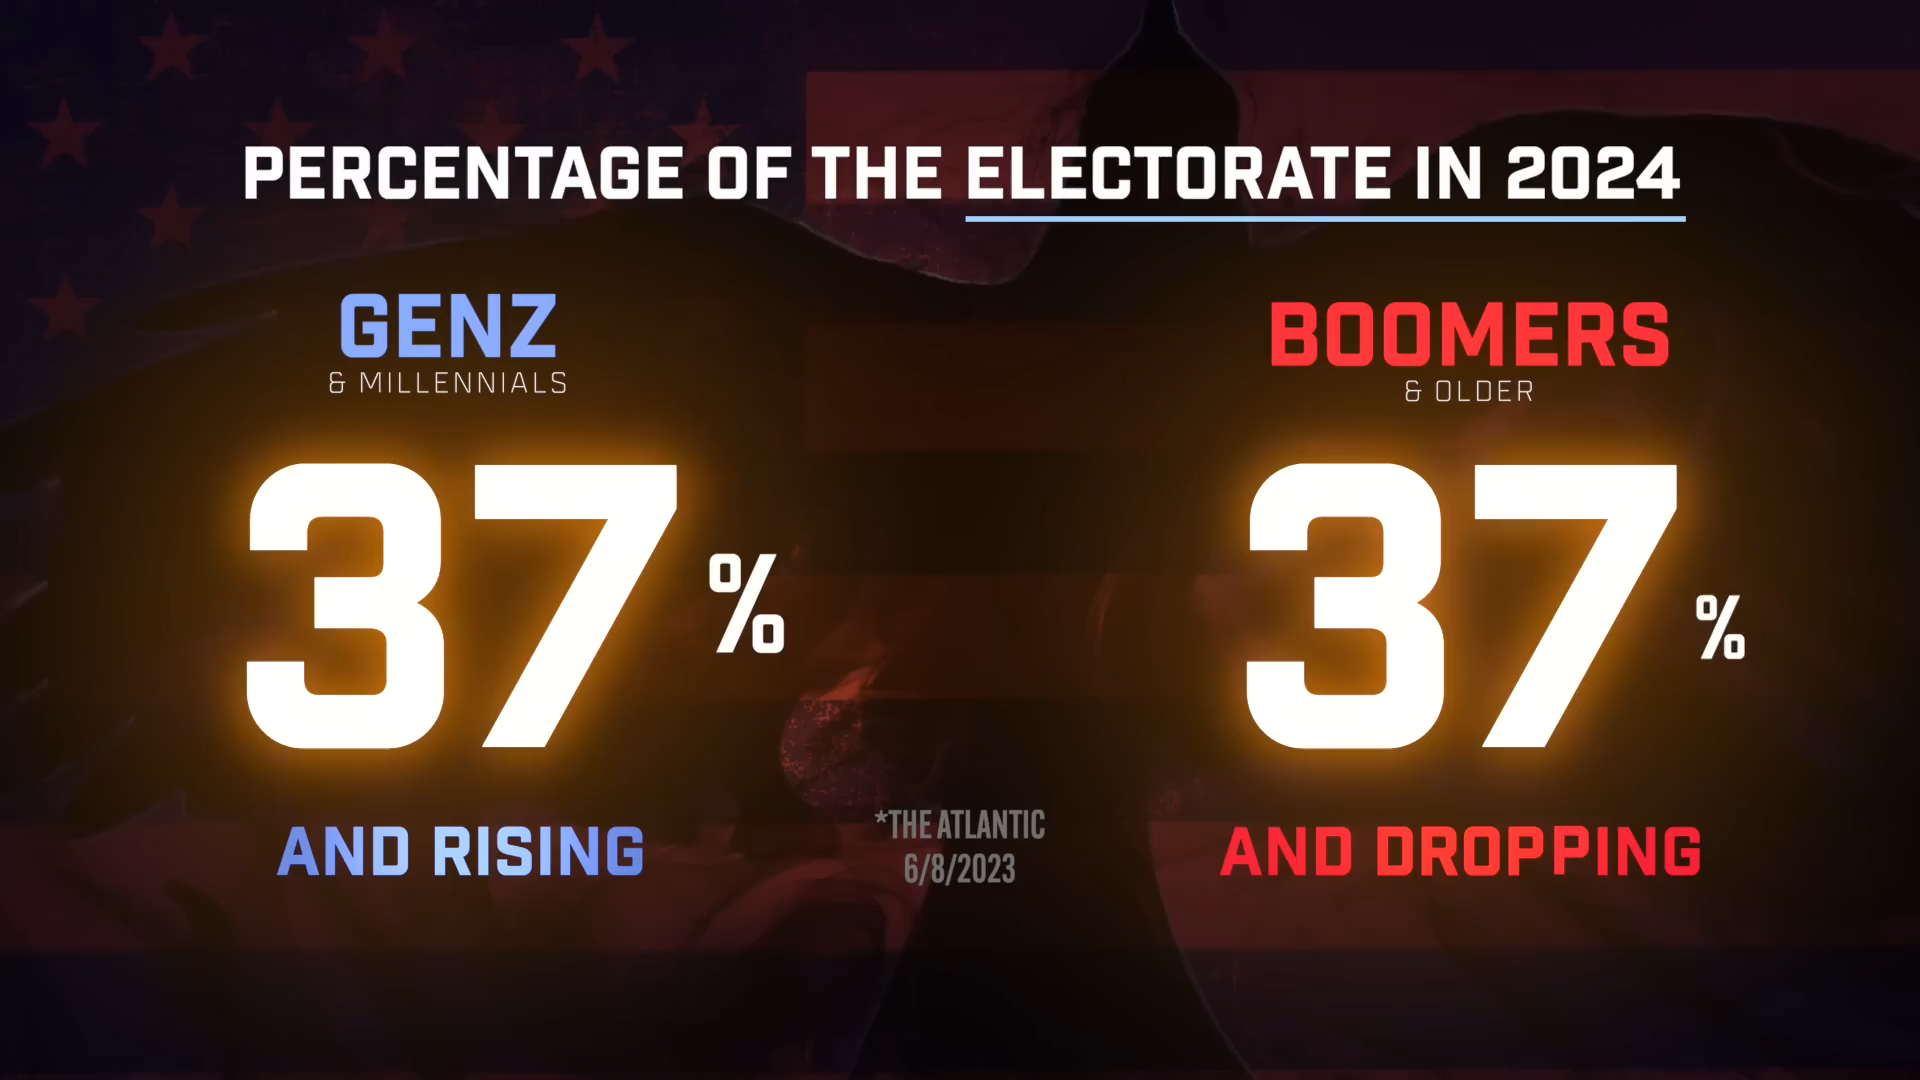 PERCENTAGE OF THE ELECTORATE IN 2024
GENZ
& MILLENNIALS
37%
AND RISING
BOOMERS
& OLDER
37%
AND DROPPING
*THE ATLANTIC
6/8/2023